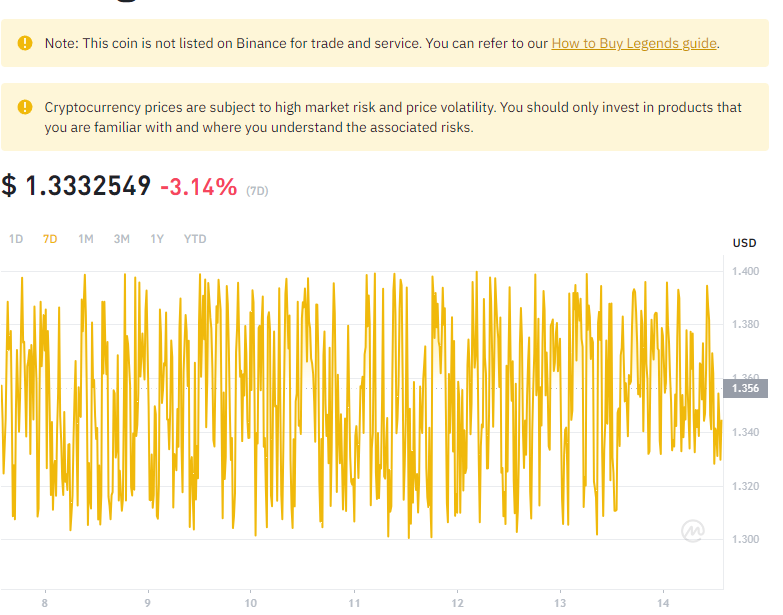 Note: This coin is not listed on Binance for trade and service. You can refer to our How to Buy Legends guide.
Cryptocurrency prices are subject to high market risk and price volatility. You should only invest in products that
you are familiar with and where you understand the associated risks.
$ 1.3332549 -3.14% (7D)
1D 7D 1M 3M 1Y YTD
USD
1.400
1.380
1.360
1.356
1.340
1.320
1.300
8 9 10 11 12 13 14